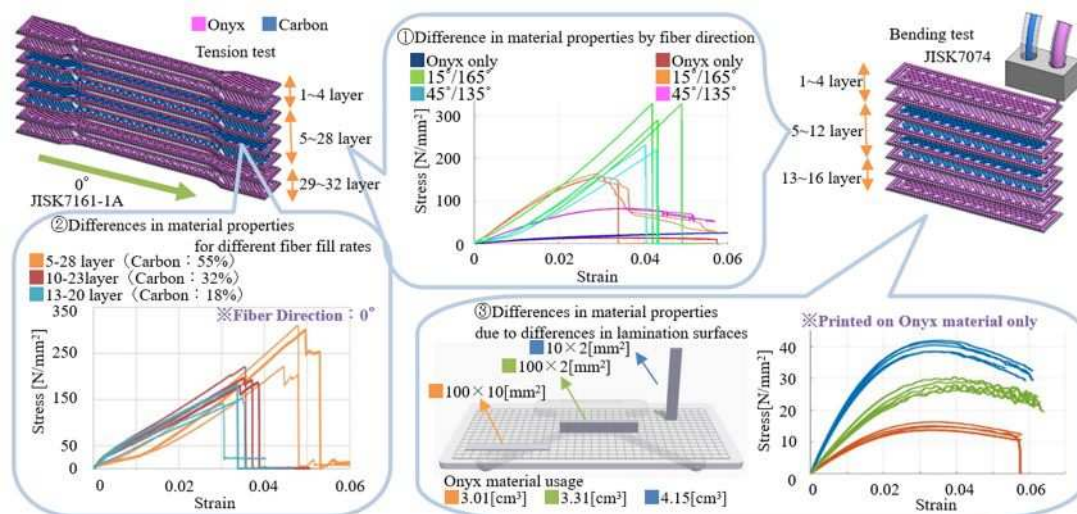 Onyx Carbon
Tension test
1~4 layer
5~28 layer
29~32 layer
0°
JISK7161-1A
①Difference in material properties by fiber direction
Onyx only Onyx only
15°/165° 15°/165°
45°/135° 45°/135°
Stress [N/mm²]
300
200
100
0
0 0.02 0.04 0.06
Strain
Bending test
JISK7074
1~4 layer
5~12 layer
13~16 layer
②Differences in material properties
for different fiber fill rates
5-28 layer（Carbon：55%）
10-23layer（Carbon：32%）
13-20 layer（Carbon：18%）
※Fiber Direction：0°
Stress [N/mm²]
350
250
150
50
0
0.00 0.02 0.04 0.06
Strain
③Differences in material properties
due to differences in lamination surfaces
10×2[mm²]
100×2[mm²]
100×10[mm²]
Onyx material usage
3.01[cm³] 3.31[cm³] 4.15[cm³]
※Printed on Onyx material only
Stress[N/mm²]
40
30
20
10
0
0 0.02 0.04 0.06
Strain